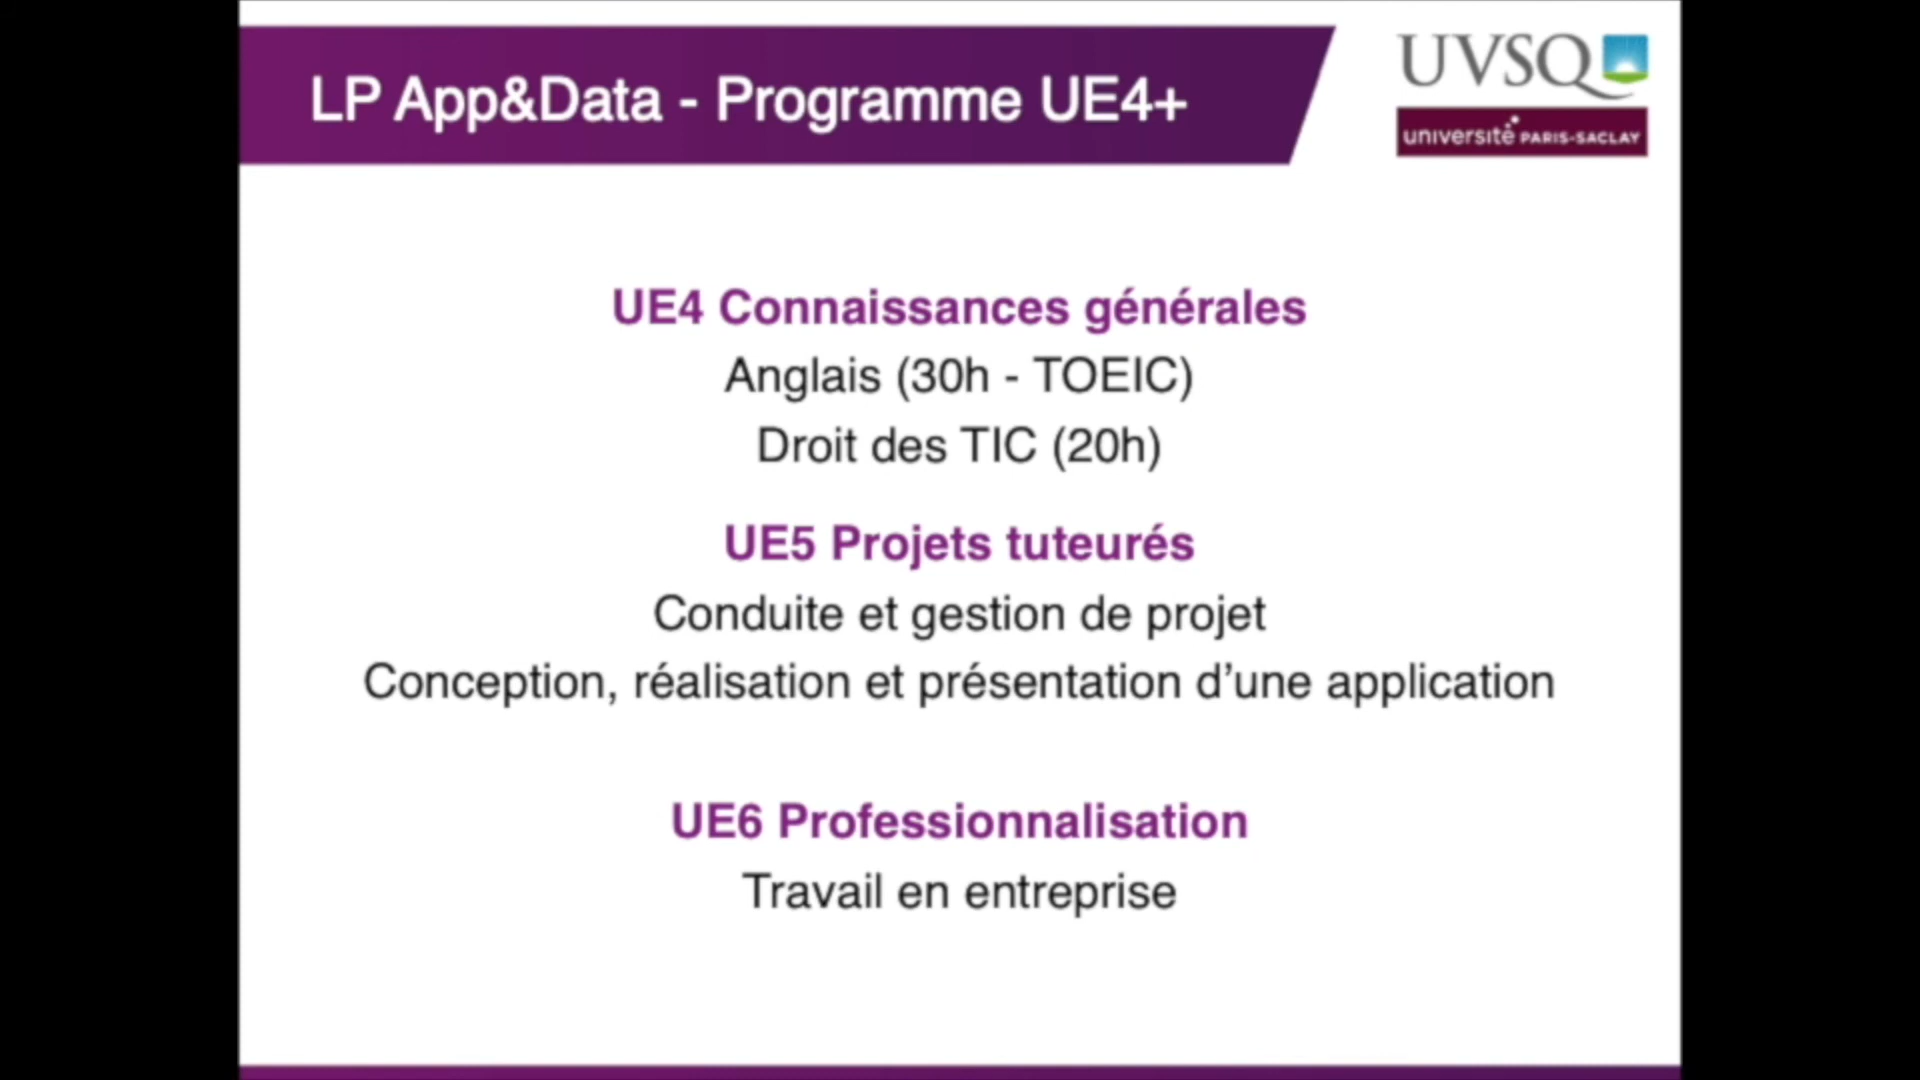 LP App&Data - Programme UE4+
UVSQ
université PARIS-SACLAY
UE4 Connaissances générales
Anglais (30h - TOEIC)
Droit des TIC (20h)
UE5 Projets tuteurés
Conduite et gestion de projet
Conception, réalisation et présentation d’une application
UE6 Professionnalisation
Travail en entreprise